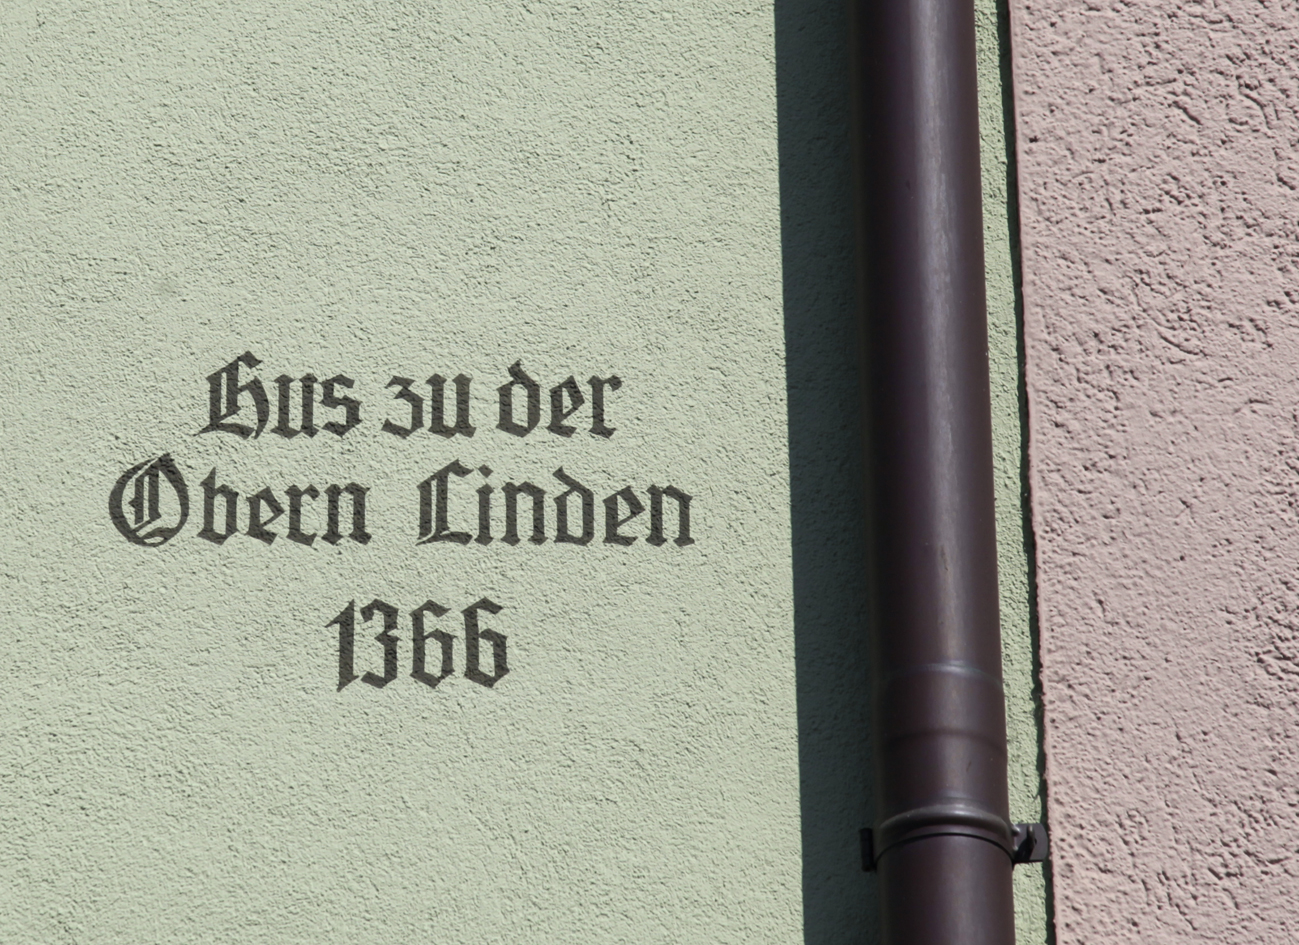 Hus zu der
Obern Linden
1366